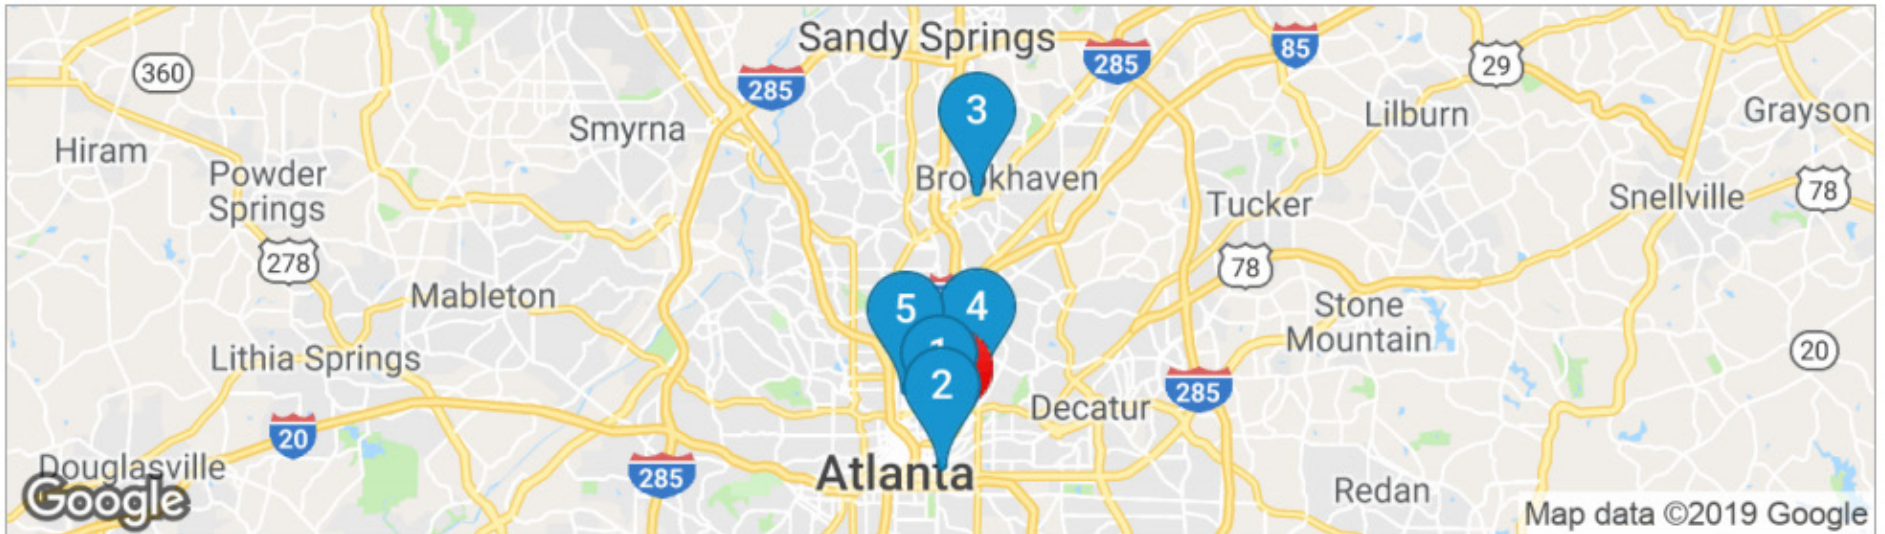 Sandy Springs
360
285
285
85
29
3
Smyrna
Lilburn
Grayson
Hiram
Powder
Springs
Brookhaven
Tucker
Snellville
78
278
78
Mableton
5
4
Stone
Mountain
1
2
20
Lithia Springs
285
Decatur
20
Douglasville
285
Atlanta
Redan
Google
Map data ©2019 Google